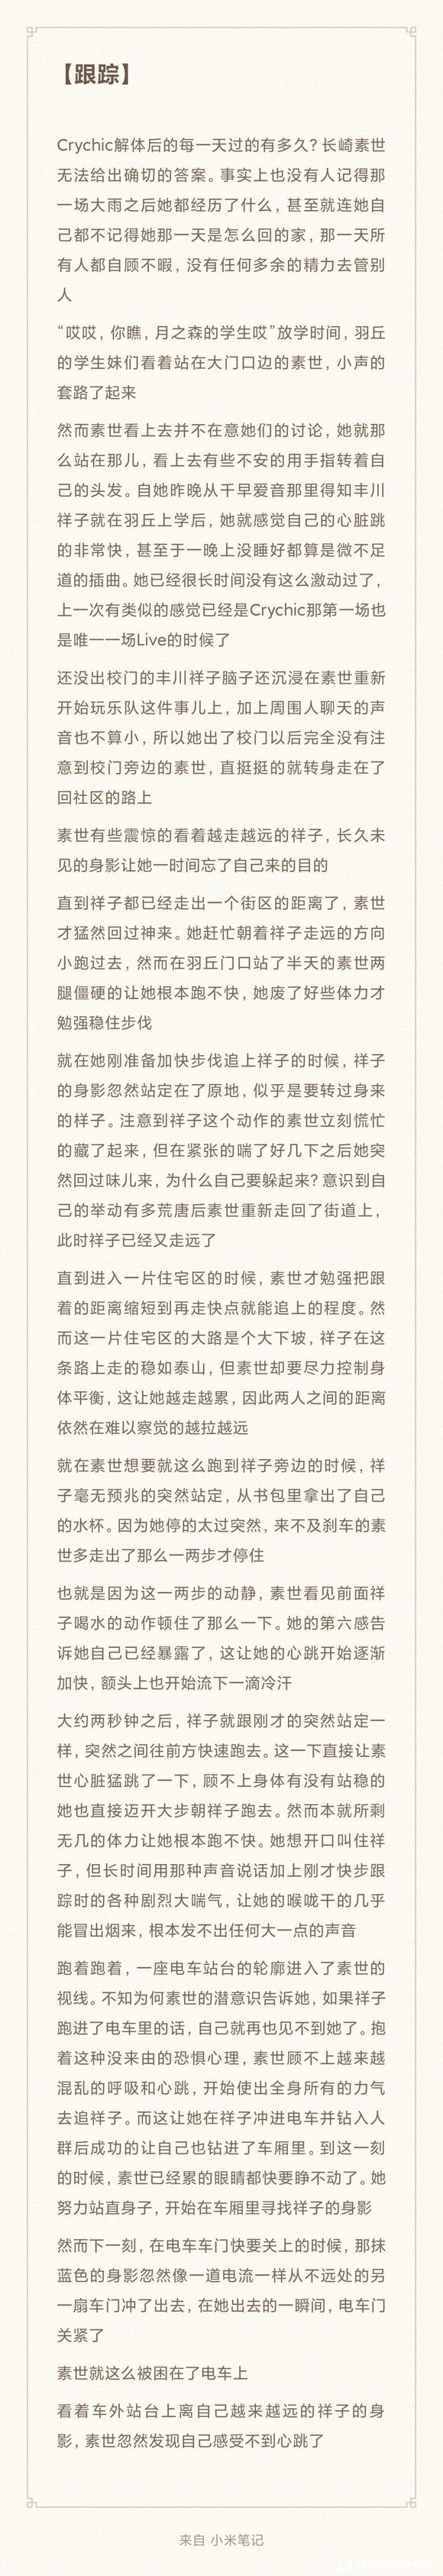 【跟踪】
Crychic解体后的每一天过的有多久？长崎素世
无法给出确切的答案。事实上也没有人记得那
一场大雨之后她都经历了什么，甚至就连她自
己都不记得她那一天是怎么回的家，那一天所
有人都自顾不暇，没有任何多余的精力去管别
人
“哎哎，你瞧，月之森的学生哎”放学时间，羽丘
的学生妹们看着站在大门口边的素世，小声的
套路了起来
然而素世看上去并不在意她们的讨论，她就那
么站在那儿，看上去有些不安的用手指转着自
己的头发。自她昨晚从千早爱音那里得知丰川
祥子就在羽丘上学后，她就感觉自己的心脏跳
的非常快，甚至于一晚上没睡好都算是微不足
道的插曲。她已经很长时间没有这么激动过了，
上一次有类似的感觉已经是Crychic那第一场也
是唯一一场Live的时候了
还没出校门的丰川祥子脑子还沉浸在素世重新
开始玩乐队这件事儿上，加上周围人聊天的声
音也不算小，所以她出了校门以后完全没有注
意到校门旁边的素世，直挺挺的就转身走在了
回社区的路上
素世有些震惊的看着越走越远的祥子，长久未
见的身影让她一时间忘了自己来的目的
直到祥子都已经走出一个街区的距离了，素世
才猛然回过神来。她赶忙朝着祥子走远的方向
小跑过去，然而在羽丘门口站了半天的素世两
腿僵硬的让她根本跑不快，她废了好些体力才
勉强稳住步伐
就在她刚准备加快步伐追上祥子的时候，祥子
的身影忽然站定在了原地，似乎是要转过身来
的样子。注意到祥子这个动作的素世立刻慌忙
的藏了起来，但在紧张的喘了好几下之后她突
然回过味儿来，为什么自己要躲起来？意识到自
己的举动有多荒唐后素世重新走回了街道上，
此时祥子已经又走远了
直到进入一片住宅区的时候，素世才勉强把跟
着的距离缩短到再走快点就能追上的程度。然
而这一片住宅区的大路是个大下坡，祥子在这
条路上走的稳如泰山，但素世却要尽力控制身
体平衡，这让她越走越累，因此两人之间的距离
依然在难以察觉的越拉越远
就在素世想要就这么跑到祥子旁边的时候，祥
子毫无预兆的突然站定，从书包里拿出了自己
的水杯。因为她停的太过突然，来不及刹车的素
世多走出了那么一两步才停住
也就是因为这一两步的动静，素世看见前面祥
子喝水的动作顿住了那么一下。她的第六感告
诉她自己已经暴露了，这让她的心跳开始逐渐
加快，额头上也开始流下一滴冷汗
大约两秒钟之后，祥子就跟刚才的突然站定一
样，突然之间往前方快速跑去。这一下直接让素
世心脏猛跳了一下，顾不上身体有没有站稳的
她也直接迈开大步朝祥子跑去。然而本就所剩
无几的体力让她根本跑不快。她想开口叫住祥
子，但长时间用那种声音说话加上刚才快步跟
踪时的各种剧烈大喘气，让她的喉咙干的几乎
能冒出烟来，根本发不出任何大一点的声音
跑着跑着，一座电车站台的轮廓进入了素世的
视线。不知为何素世的潜意识告诉她，如果祥子
跑进了电车里的话，自己就再也见不到她了。抱
着这种没来由的恐惧心理，素世顾不上越来越
混乱的呼吸和心跳，开始使出全身所有的力气
去追祥子。而这让她在祥子冲进电车并钻入人
群后成功的让自己也钻进了车厢里。到这一刻
的时候，素世已经累的眼睛都快要睁不动了。她
努力站直身子，开始在车厢里寻找祥子的身影
然而下一刻，在电车车门快要关上的时候，那抹
蓝色的身影忽然像一道电流一样从不远处的另
一扇车门冲了出去，在她出去的一瞬间，电车门
关紧了
素世就这么被困在了电车上
看着车外站台上离自己越来越远的祥子的身
影，素世忽然发现自己感受不到心跳了
来自 小米笔记